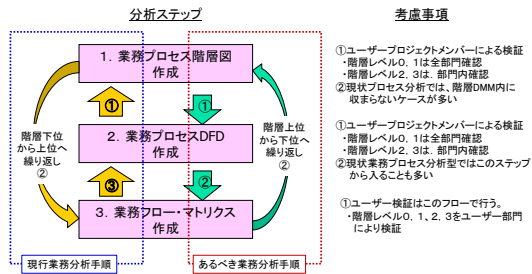 分析ステップ
考慮事項
1．業務プロセス階層図
作成
①ユーザープロジェクトメンバーによる検証
・階層レベル0，1は全部門確認
・階層レベル2，3は．部門内確認
②現状プロセス分析では、階層DMM内に
収まらないケースが多い
①
①
階層下位
から上位へ
繰り返し
②
2．業務プロセスDFD
作成
階層上位
から下位へ
繰り返し
②
①ユーザープロジェクトメンバーによる検証
・階層レベル0，1は全部門確認
・階層レベル2，3は．部門内確認
②現状業務プロセス分析型ではこのステップ
から入ることも多い
③
②
3．業務フロー・マトリクス
作成
①ユーザー検証はこのフローで行う。
・階層レベル0．1、2．3をユーザー部門
により検証
現行業務分析手順
あるべき業務分析手順